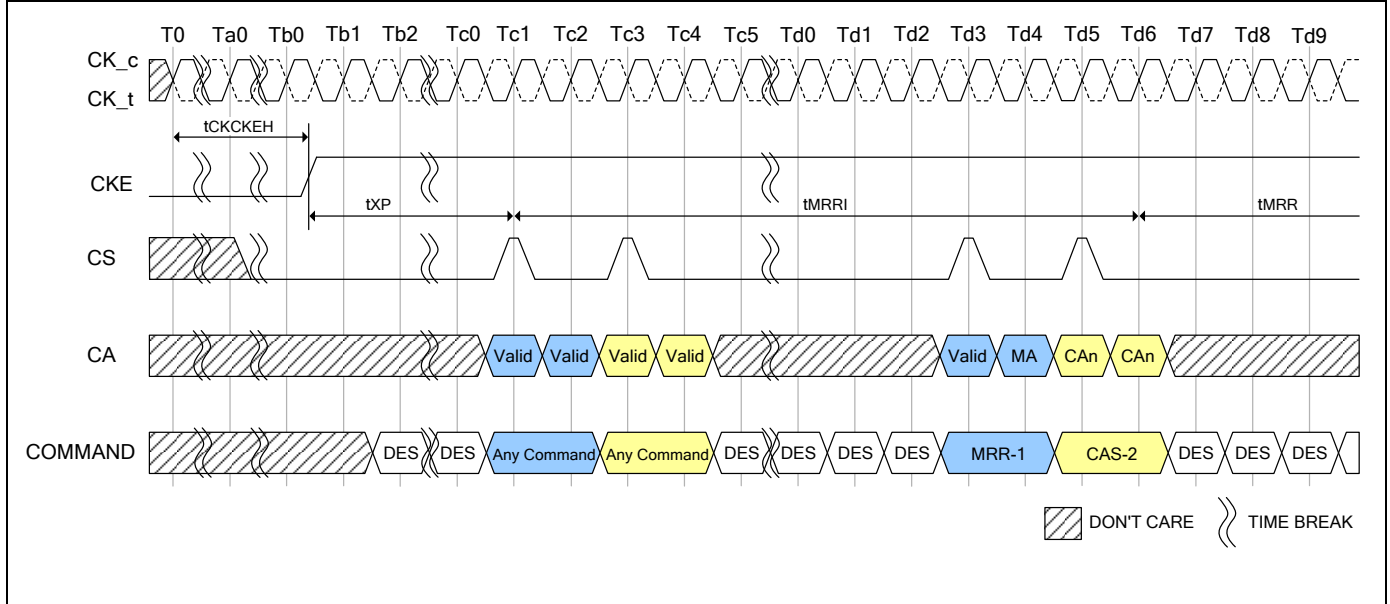 T0 Ta0 Tb0 Tb1 Tb2 Tc0 Tc1 Tc2 Tc3 Tc4 Tc5 Td0 Td1 Td2 Td3 Td4 Td5 Td6 Td7 Td8 Td9
CK_c
CK_t
tCKCKEH
CKE
tXP tMRRI tMRR
CS
CA Valid Valid Valid Valid Valid MA CAn CAn
COMMAND DES DES Any Command Any Command DES DES DES DES MRR-1 CAS-2 DES DES DES
DON'T CARE TIME BREAK